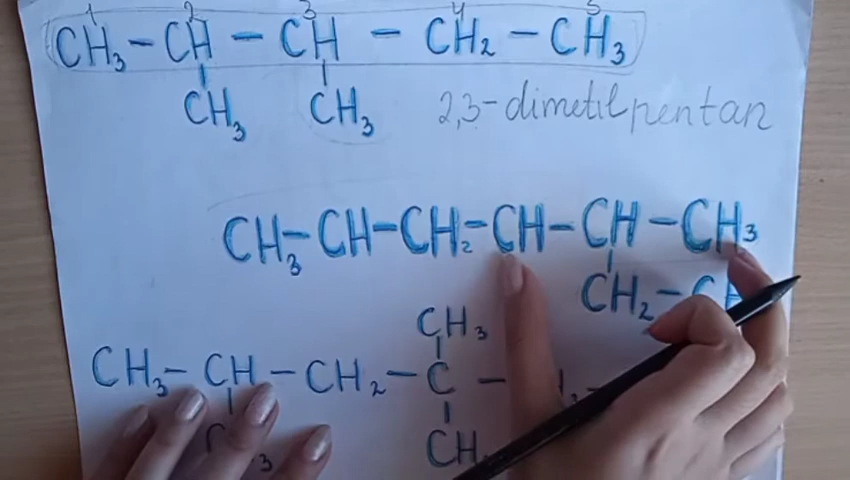 1 2 3 4 5
CH₃ – CH – CH – CH₂ – CH₃
CH₃ CH₃ 2,3-dimetilpentan
CH₃ – CH – CH₂ – CH – CH – CH₃
CH₂ –
CH₃
CH₃ – CH – CH₂ – C –